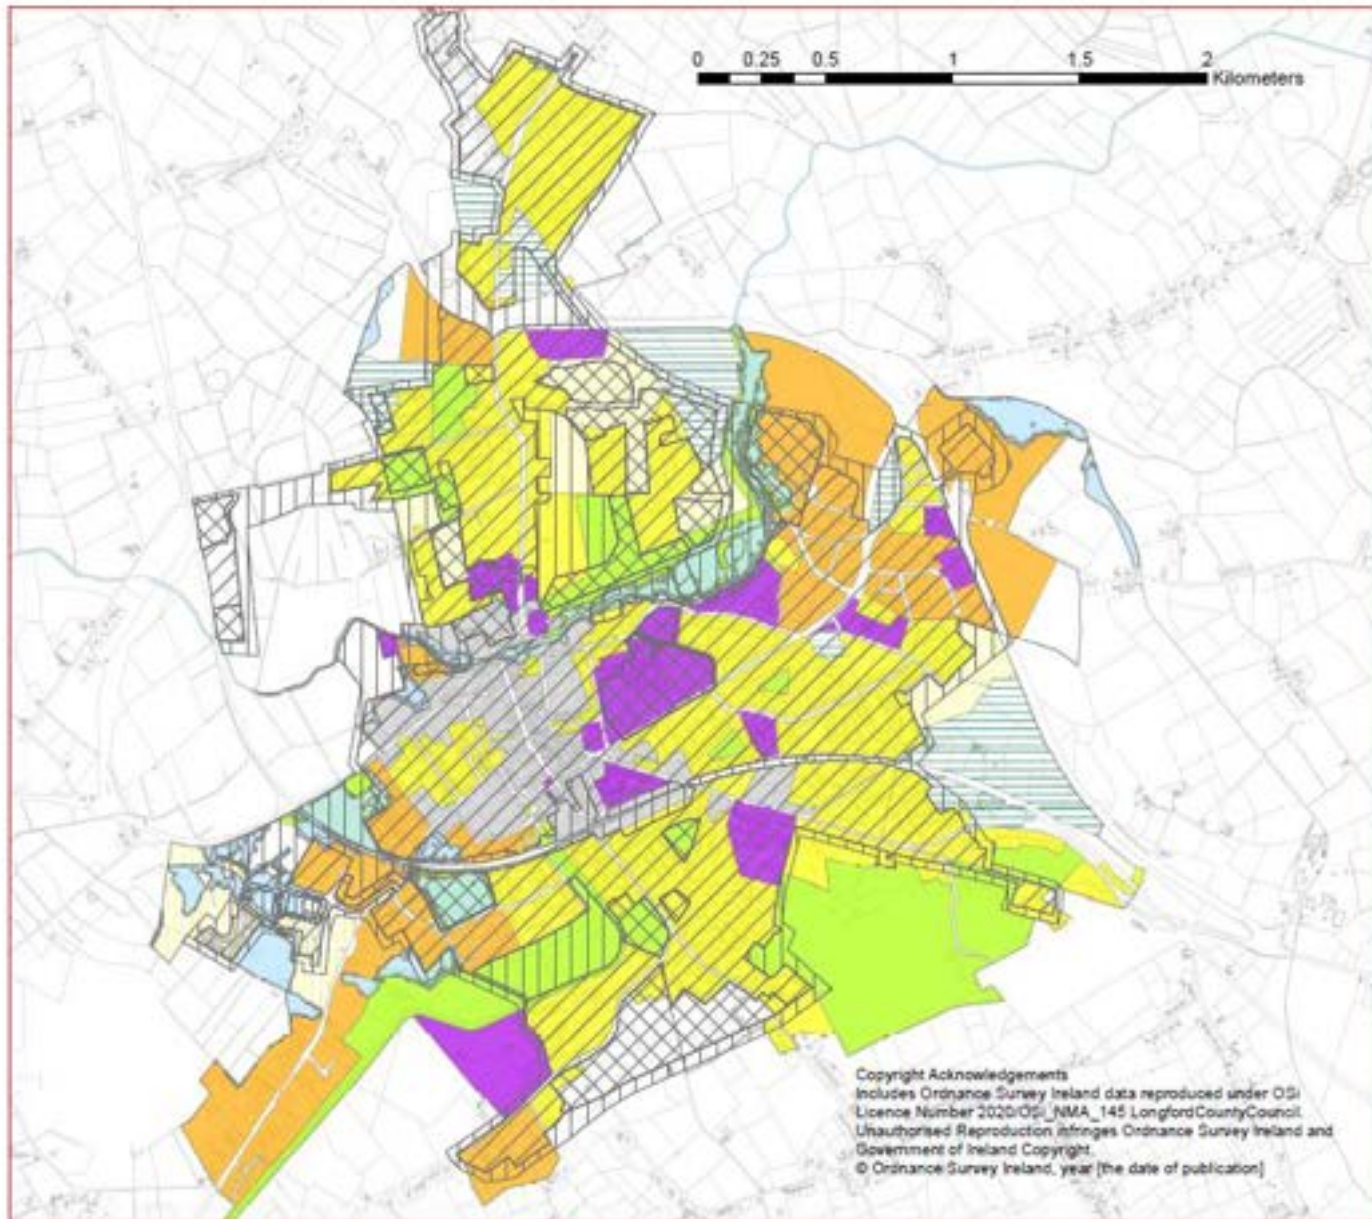 0 0.25 0.5 1 1.5 2
Kilometers
Copyright Acknowledgements
Includes Ordnance Survey Ireland data reproduced under OSi
Licence Number 2020/OSi_NMA_145 LongfordCountyCouncil.
Unauthorised Reproduction infringes Ordnance Survey Ireland and
Government of Ireland Copyright.
© Ordnance Survey Ireland, year [the date of publication]